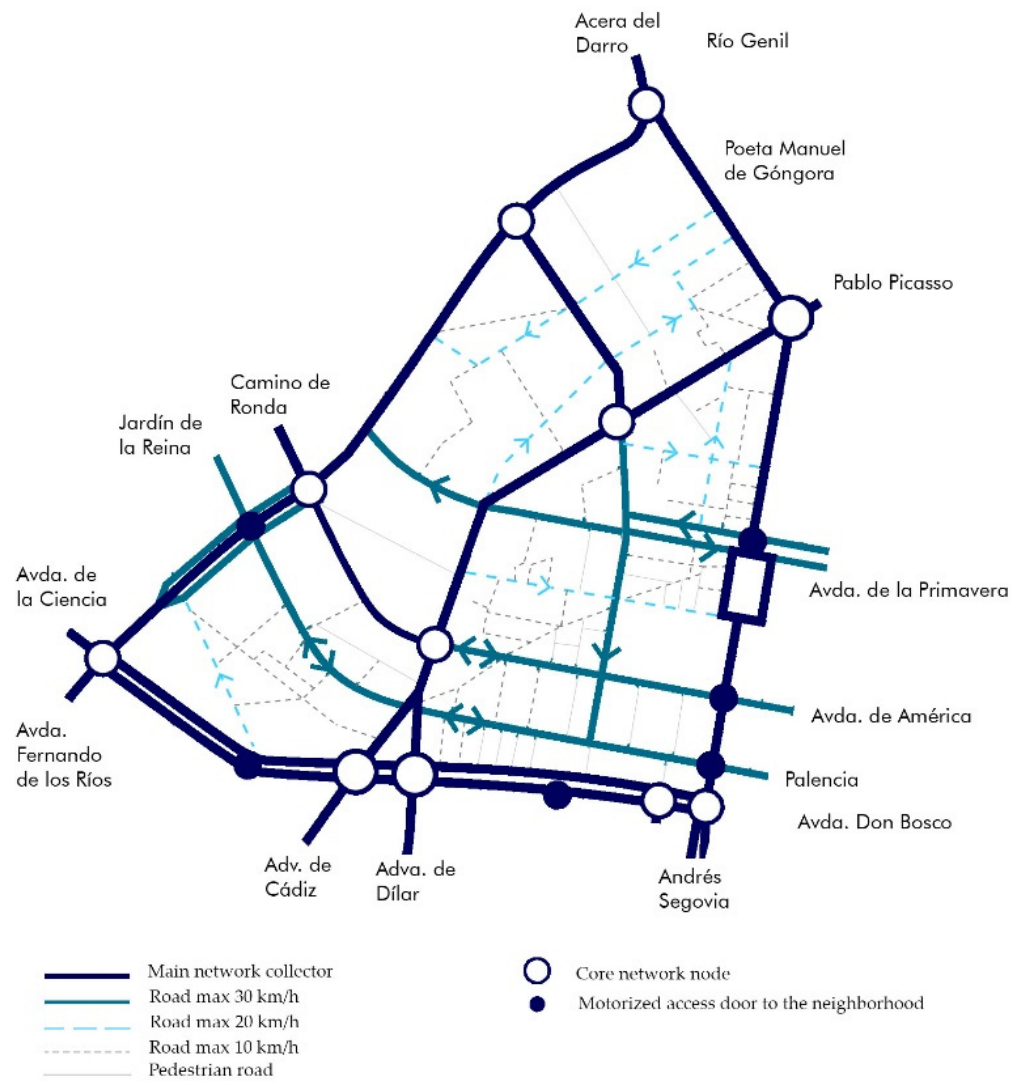 Acera del
Darro
Río Genil
Poeta Manuel
de Góngora
Pablo Picasso
Camino de
Ronda
Jardín de
la Reina
Avda. de
la Ciencia
Avda. de la Primavera
Avda. de América
Avda.
Fernando
de los Ríos
Palencia
Avda. Don Bosco
Adv. de
Cádiz
Adva. de
Dílar
Andrés
Segovia
Main network collector
Road max 30 km/h
Road max 20 km/h
Road max 10 km/h
Pedestrian road
Core network node
Motorized access door to the neighborhood